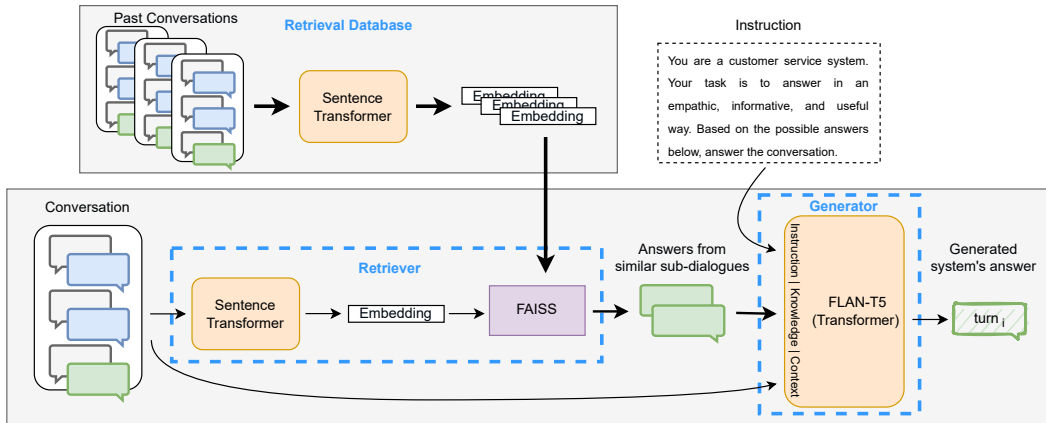 Past Conversations
Retrieval Database
Sentence
Transformer
Embedding
Embedding
Embedding
Instruction
You are a customer service system.
Your task is to answer in an
empathic, informative, and useful
way. Based on the possible answers
below, answer the conversation.
Conversation
Retriever
Sentence
Transformer
Embedding
FAISS
Answers from
similar sub-dialogues
Generator
Instruction | Knowledge | Context
FLAN-T5
(Transformer)
Generated
system's answer
turn i